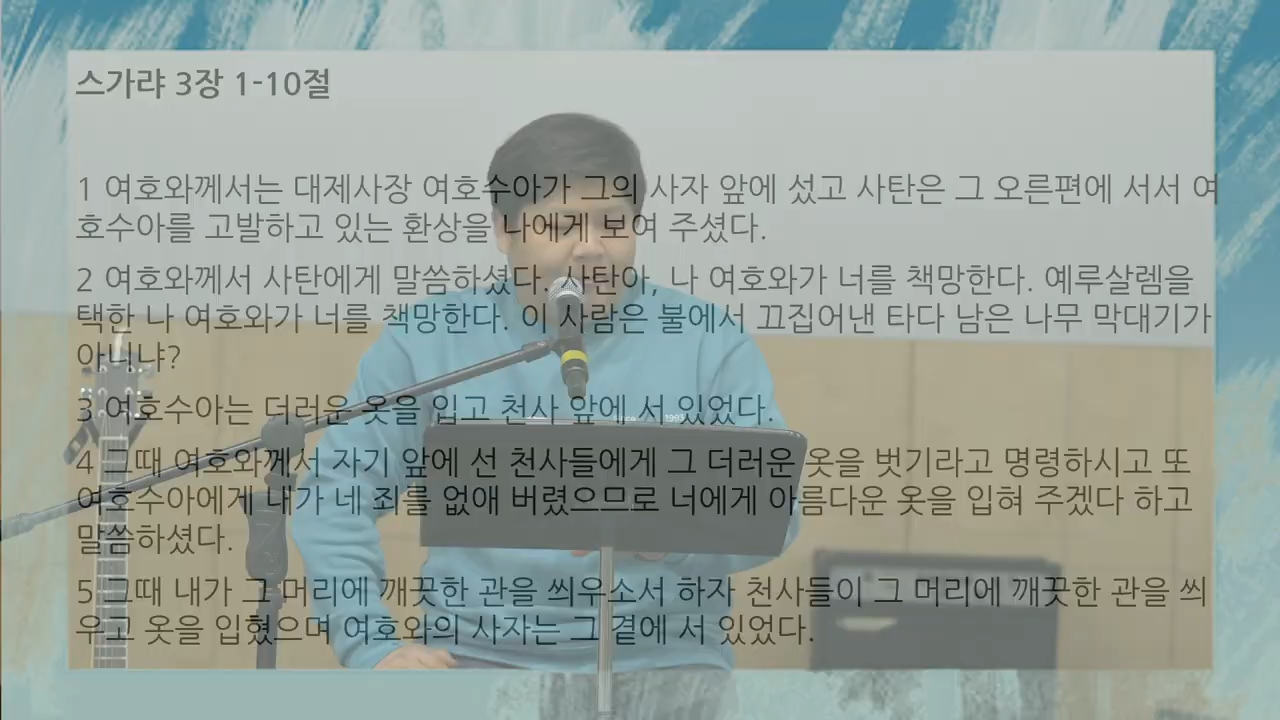 스가랴 3장 1-10절
1 여호와께서는 대제사장 여호수아가 그의 사자 앞에 섰고 사탄은 그 오른편에 서서 여
호수아를 고발하고 있는 환상을 나에게 보여 주셨다.
2 여호와께서 사탄에게 말씀하셨다. 사탄아, 나 여호와가 너를 책망한다. 예루살렘을
택한 나 여호와가 너를 책망한다. 이 사람은 불에서 끄집어낸 타다 남은 나무 막대기가
아니냐?
3 여호수아는 더러운 옷을 입고 천사 앞에 서 있었다.
since 1993
4 그때 여호와께서 자기 앞에 선 천사들에게 그 더러운 옷을 벗기라고 명령하시고 또
여호수아에게 내가 네 죄를 없애 버렸으므로 너에게 아름다운 옷을 입혀 주겠다 하고
말씀하셨다.
5 그때 내가 그 머리에 깨끗한 관을 씌우소서 하자 천사들이 그 머리에 깨끗한 관을 씌
우고 옷을 입혔으며 여호와의 사자는 그 곁에 서 있었다.